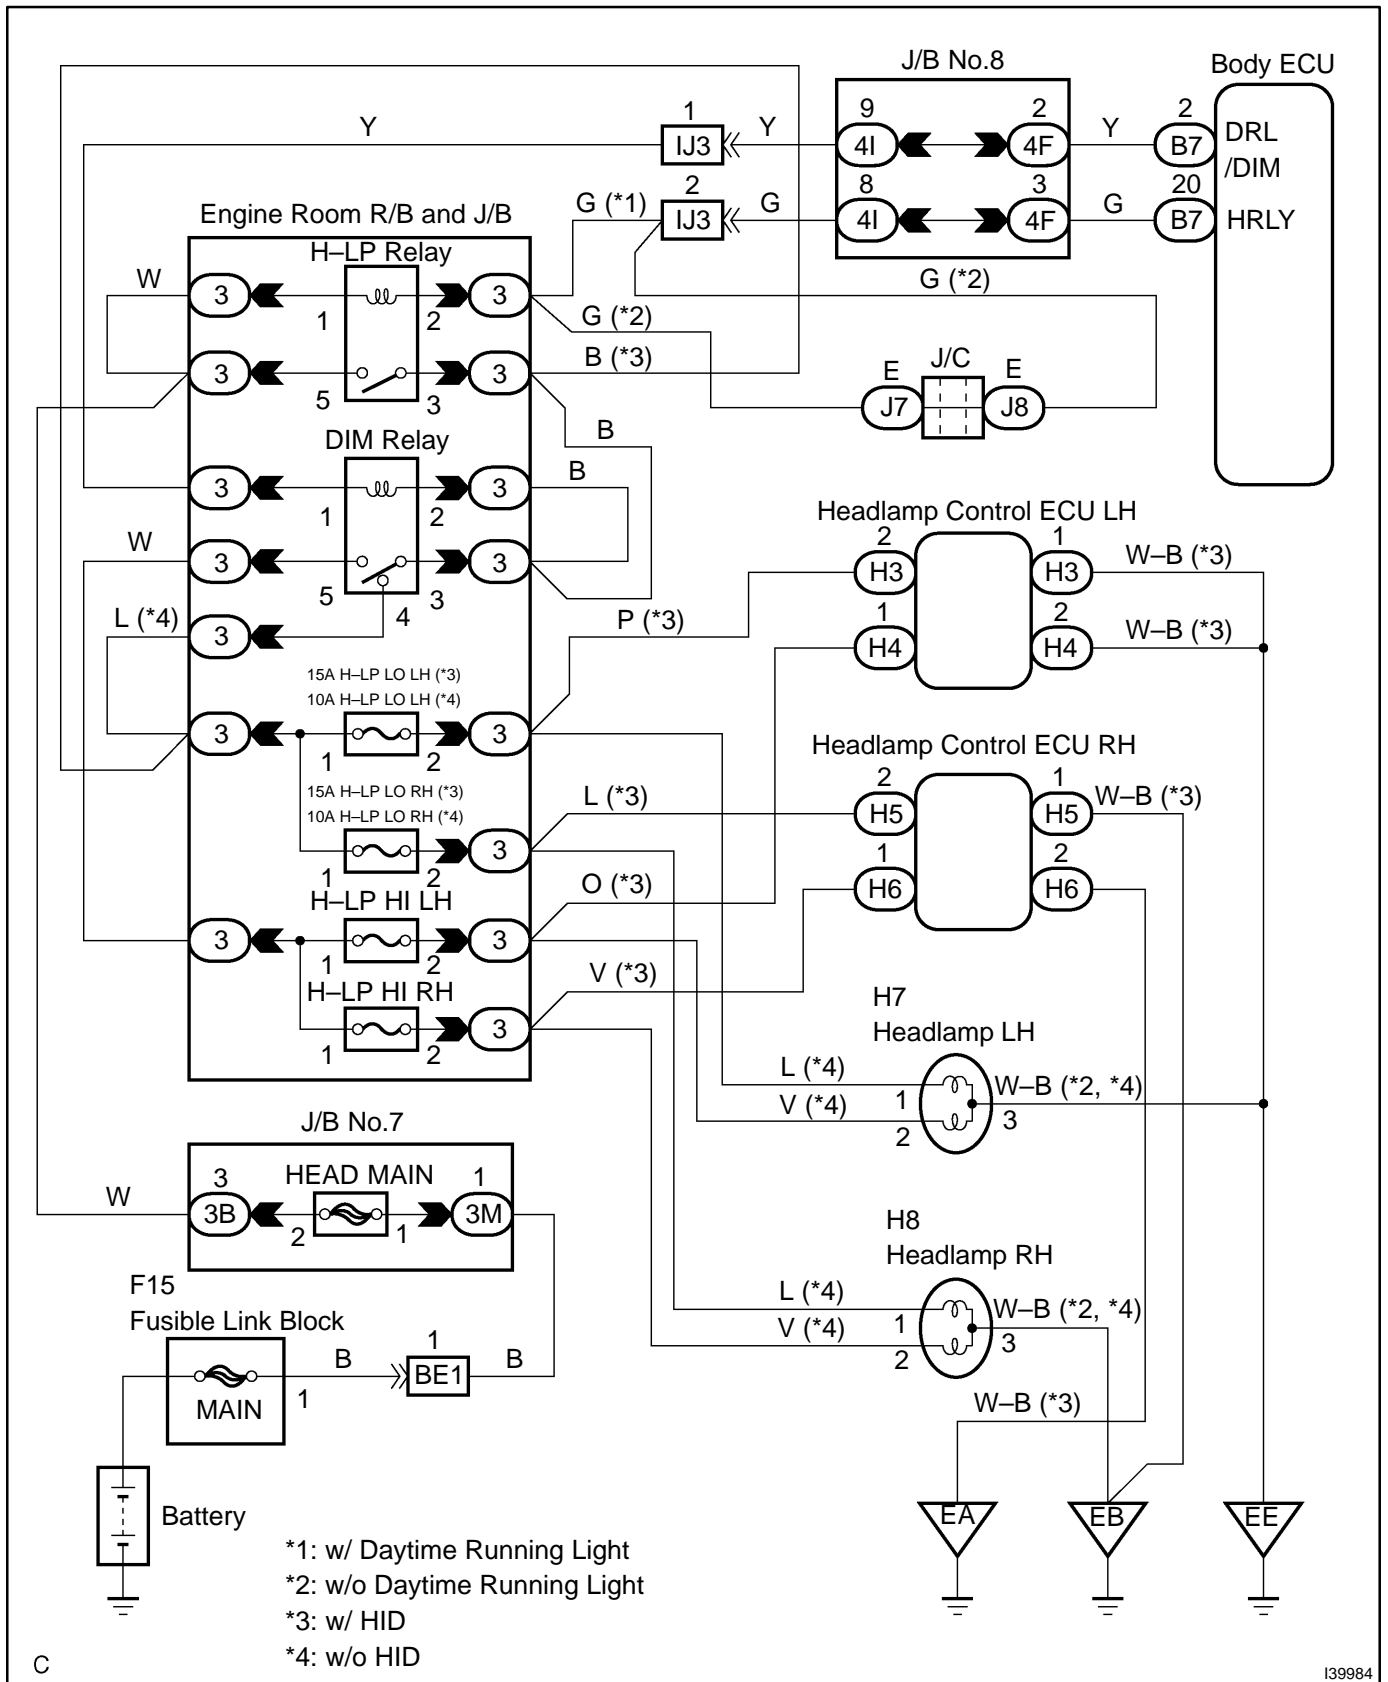 J/B No.8
Body ECU
9
2
2
1
Y
IJ3
Y
4I
4F
Y
B7
DRL
/DIM
8
3
20
2
Engine Room R/B and J/B
G (*1)
IJ3
G
4I
4F
G
B7
HRLY
H–LP Relay
W
3
3
1
2
G (*2)
G (*2)
B (*3)
3
3
5
3
E
J/C
E
J7
J8
B
DIM Relay
B
3
3
1
2
W
3
3
5
4
3
L (*4)
3
Headlamp Control ECU LH
2
1
H3
H3
W–B (*3)
P (*3)
1
2
H4
H4
W–B (*3)
15A H–LP LO LH (*3)
10A H–LP LO LH (*4)
3
3
1
2
Headlamp Control ECU RH
15A H–LP LO RH (*3)
10A H–LP LO RH (*4)
L (*3)
2
1
H5
H5
W–B (*3)
3
1
2
1
2
H6
H6
O (*3)
H–LP HI LH
3
3
1
2
V (*3)
H–LP HI RH
3
1
2
H7
Headlamp LH
L (*4)
V (*4)
1
2
3
W–B (*2, *4)
J/B No.7
W
3
HEAD MAIN
1
3B
2
1
3M
H8
Headlamp RH
L (*4)
V (*4)
1
2
3
W–B (*2, *4)
F15
Fusible Link Block
MAIN
1
B
1
BE1
B
W–B (*3)
Battery
EA
EB
EE
*1: w/ Daytime Running Light
*2: w/o Daytime Running Light
*3: w/ HID
*4: w/o HID
C
I39984